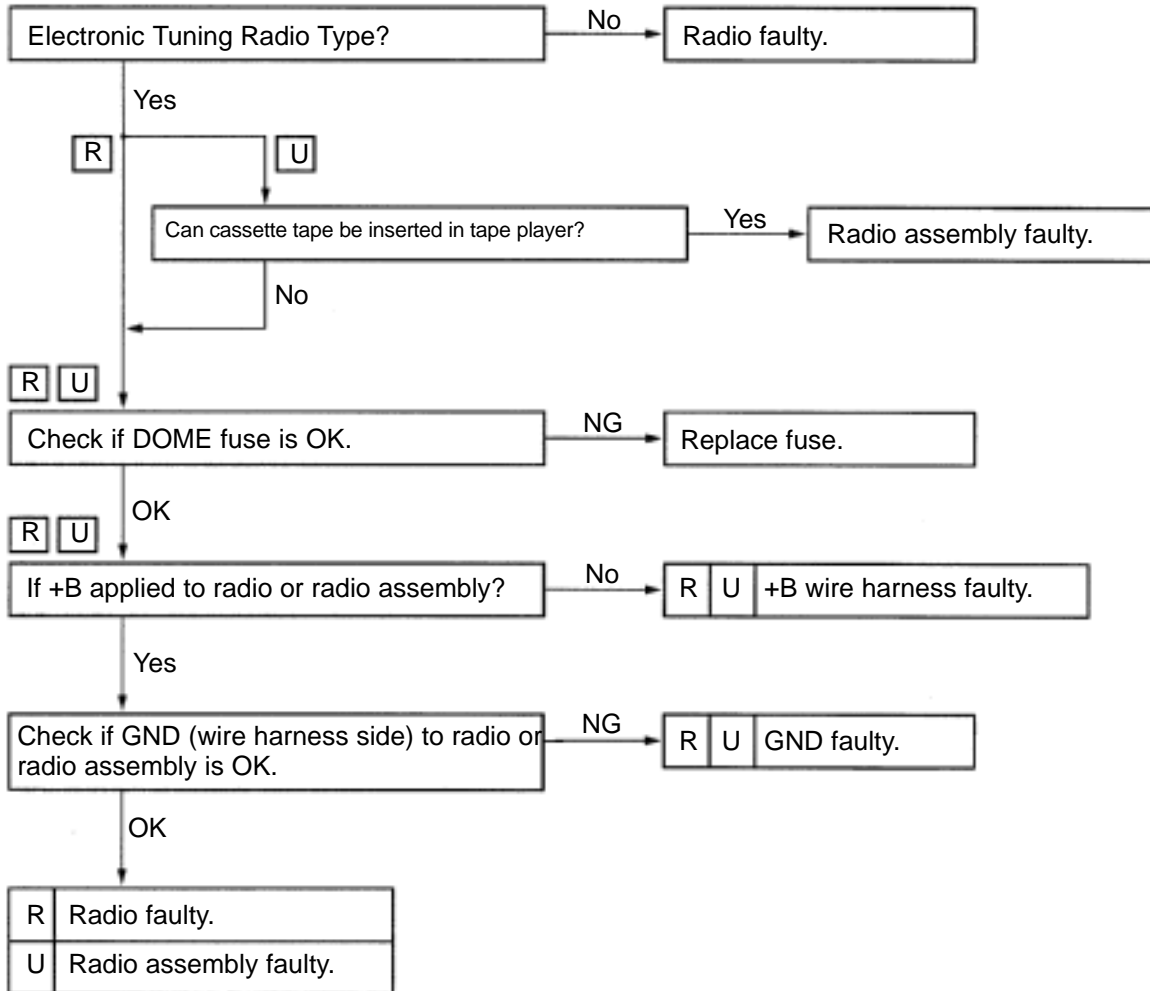 Electronic Tuning Radio Type?
No
Radio faulty.
Yes
R
U
Can cassette tape be inserted in tape player?
Yes
Radio assembly faulty.
No
R U
Check if DOME fuse is OK.
NG
Replace fuse.
OK
R U
If +B applied to radio or radio assembly?
No
R U +B wire harness faulty.
Yes
Check if GND (wire harness side) to radio or
radio assembly is OK.
NG
R U GND faulty.
OK
R Radio faulty.
U Radio assembly faulty.